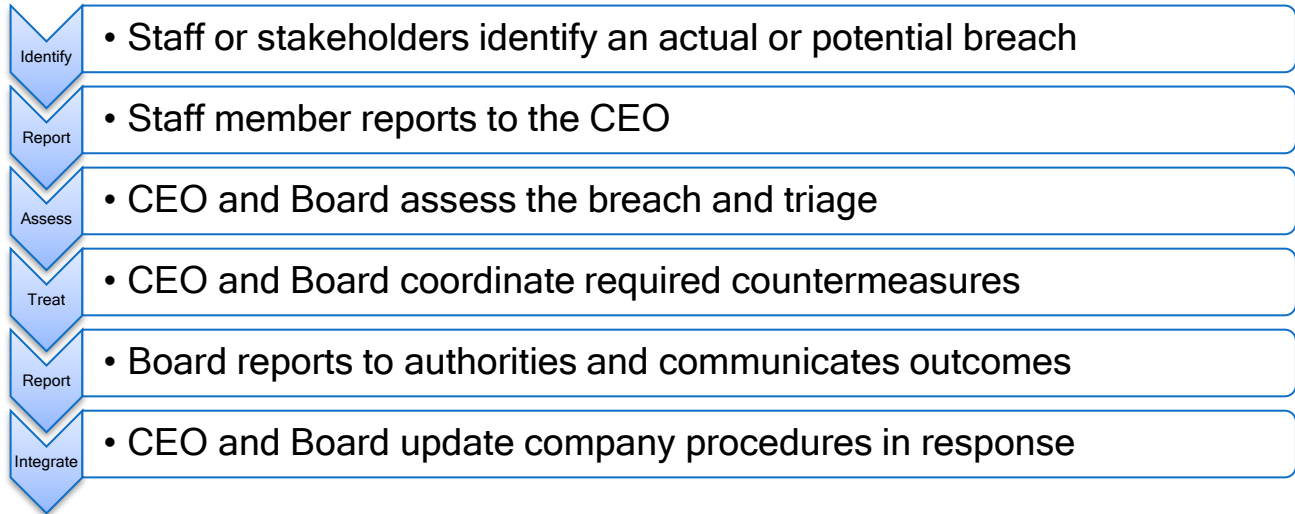 Identify
• Staff or stakeholders identify an actual or potential breach
Report
• Staff member reports to the CEO
Assess
• CEO and Board assess the breach and triage
Treat
• CEO and Board coordinate required countermeasures
Report
• Board reports to authorities and communicates outcomes
Integrate
• CEO and Board update company procedures in response